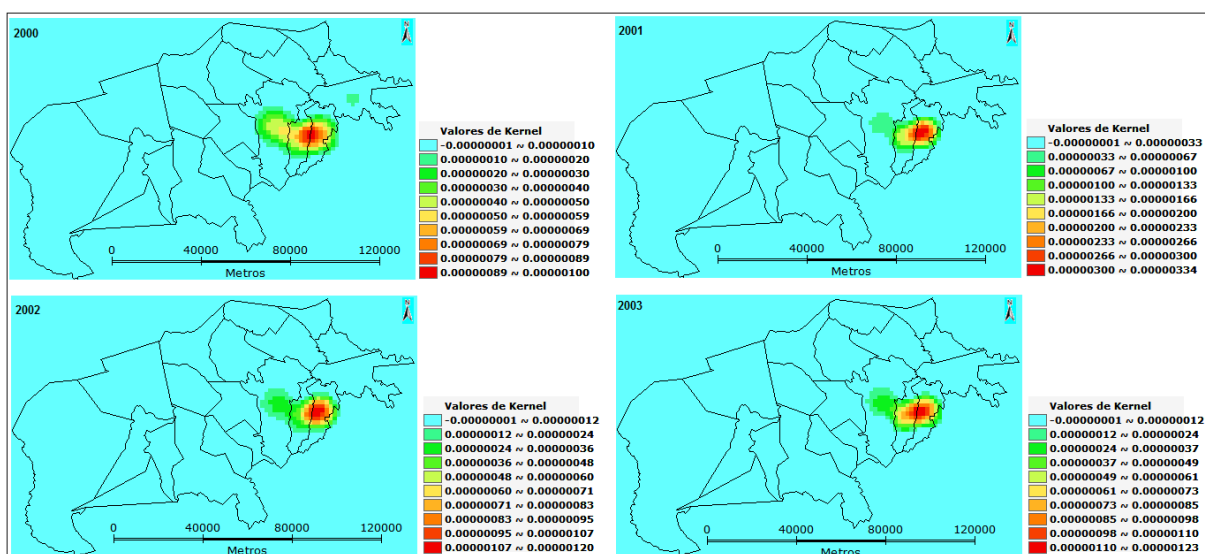 2000
N
Valores de Kernel
-0.00000001 ~ 0.00000010
0.00000010 ~ 0.00000020
0.00000020 ~ 0.00000030
0.00000030 ~ 0.00000040
0.00000040 ~ 0.00000050
0.00000050 ~ 0.00000059
0.00000059 ~ 0.00000069
0.00000069 ~ 0.00000079
0.00000079 ~ 0.00000089
0.00000089 ~ 0.00000100
0 40000 80000 120000
Metros
2001
N
Valores de Kernel
-0.00000001 ~ 0.00000033
0.00000033 ~ 0.00000067
0.00000067 ~ 0.00000100
0.00000100 ~ 0.00000133
0.00000133 ~ 0.00000166
0.00000166 ~ 0.00000200
0.00000200 ~ 0.00000233
0.00000233 ~ 0.00000266
0.00000266 ~ 0.00000300
0.00000300 ~ 0.00000334
0 40000 80000 120000
Metros
2002
N
Valores de Kernel
-0.00000001 ~ 0.00000012
0.00000012 ~ 0.00000024
0.00000024 ~ 0.00000036
0.00000036 ~ 0.00000048
0.00000048 ~ 0.00000060
0.00000060 ~ 0.00000071
0.00000071 ~ 0.00000083
0.00000083 ~ 0.00000095
0.00000095 ~ 0.00000107
0.00000107 ~ 0.00000120
0 40000 80000 120000
Metros
2003
N
Valores de Kernel
-0.00000001 ~ 0.00000012
0.00000012 ~ 0.00000024
0.00000024 ~ 0.00000037
0.00000037 ~ 0.00000049
0.00000049 ~ 0.00000061
0.00000061 ~ 0.00000073
0.00000073 ~ 0.00000085
0.00000085 ~ 0.00000098
0.00000098 ~ 0.00000110
0.00000110 ~ 0.00000123
0 40000 80000 120000
Metros